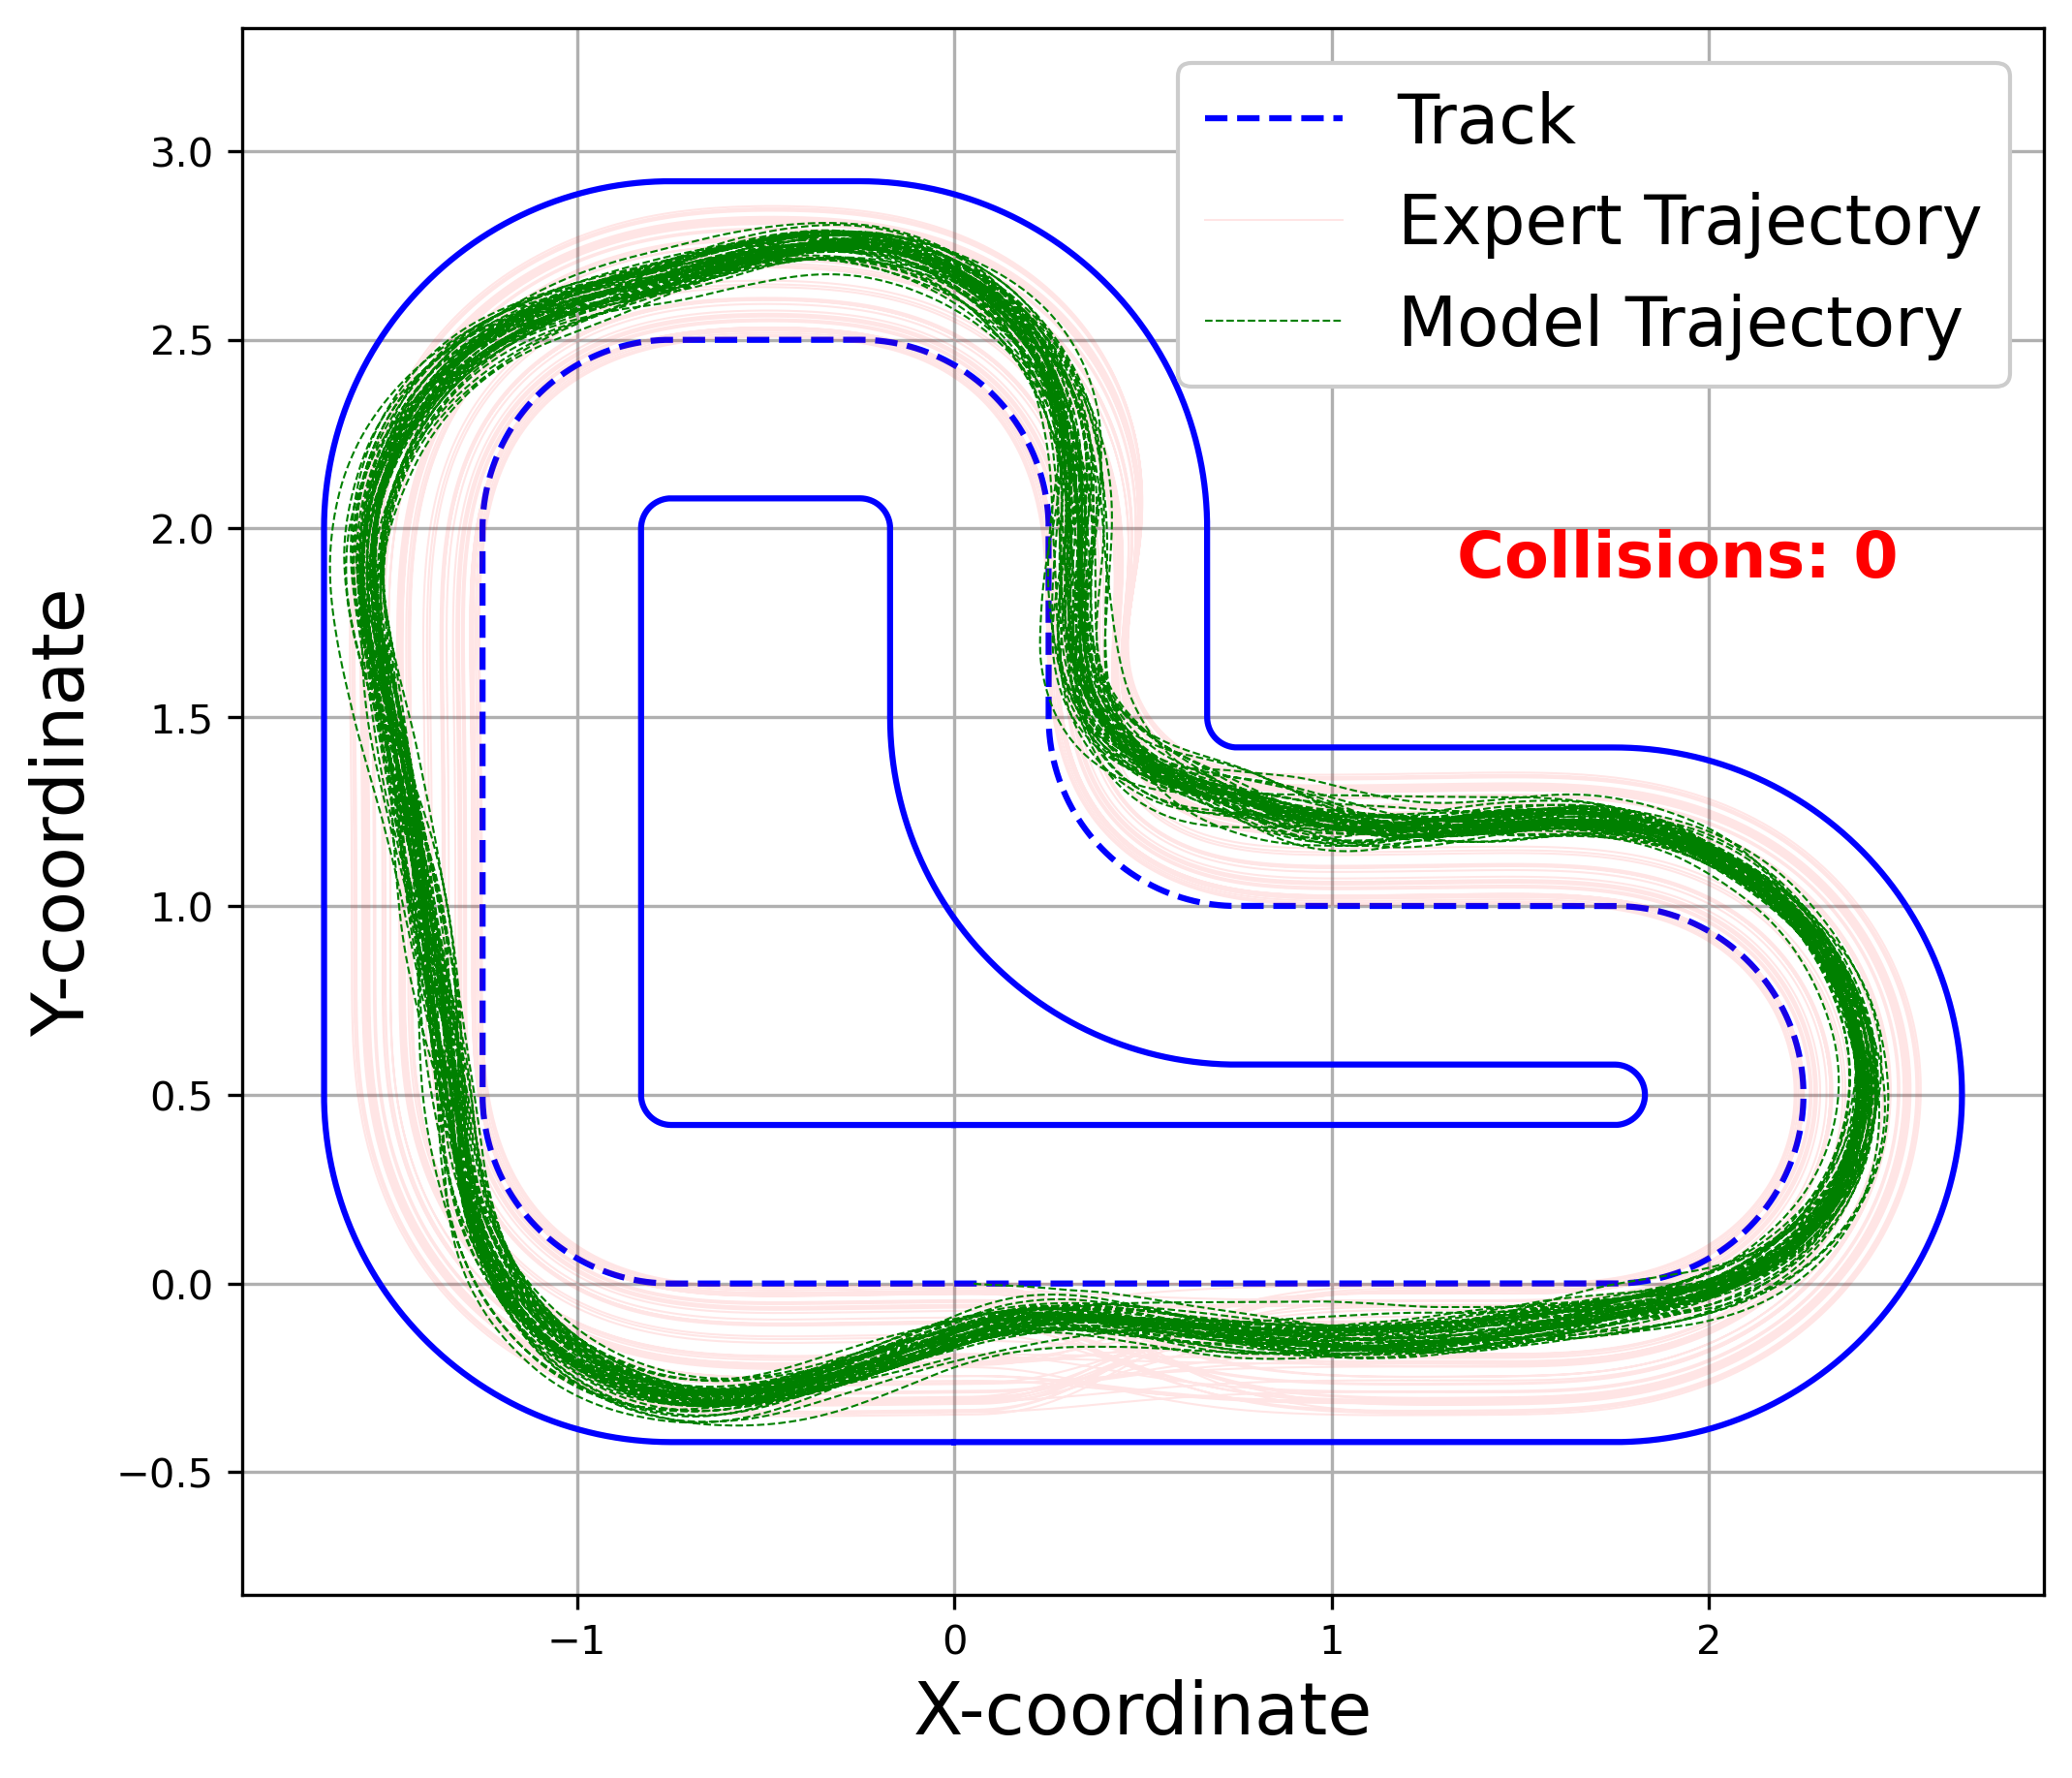 Track
Expert Trajectory
Model Trajectory
Collisions: 0
Y-coordinate
3.0
2.5
2.0
1.5
1.0
0.5
0.0
−0.5
−1
0
1
2
X-coordinate